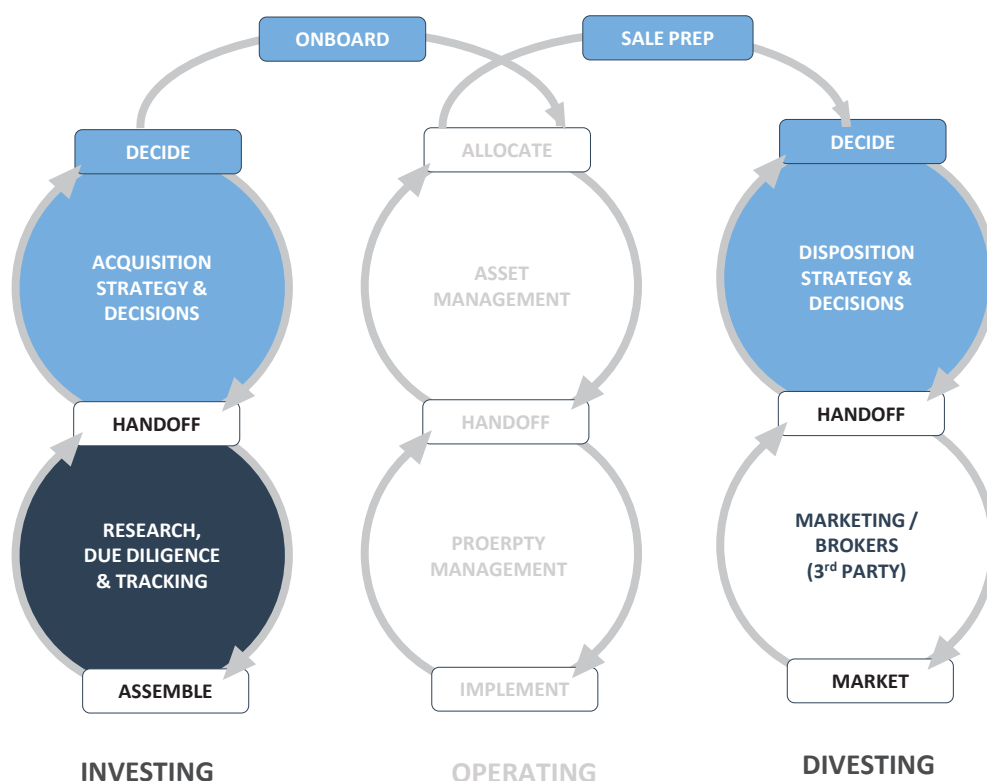 ONBOARD
SALE PREP
DECIDE
ALLOCATE
DECIDE
ACQUISITION
STRATEGY &
DECISIONS
ASSET
MANAGEMENT
DISPOSITION
STRATEGY &
DECISIONS
HANDOFF
HANDOFF
HANDOFF
RESEARCH,
DUE DILIGENCE
& TRACKING
PROERPTY
MANAGEMENT
MARKETING /
BROKERS
(3rd PARTY)
ASSEMBLE
IMPLEMENT
MARKET
INVESTING
OPERATING
DIVESTING